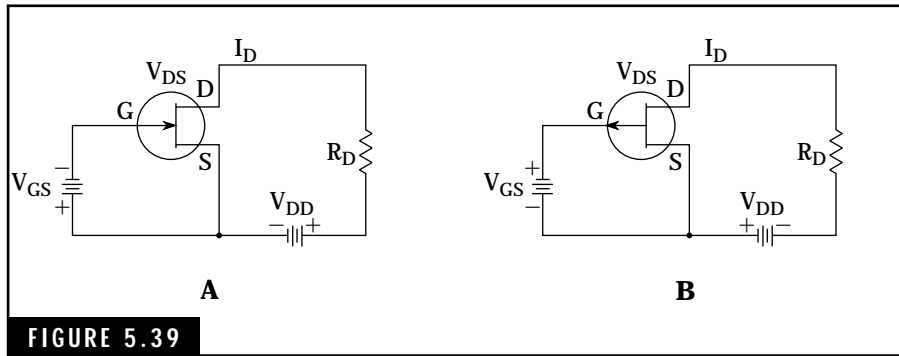 I_D
V_DS
D
G
S
R_D
−
V_GS
+
V_DD
− +
A
I_D
V_DS
D
G
S
R_D
+
V_GS
−
V_DD
+ −
B
FIGURE 5.39